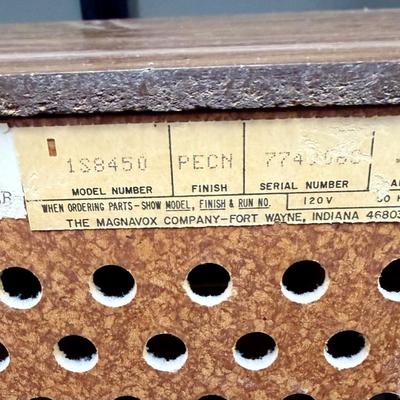 1S8450 PECN
MODEL NUMBER FINISH SERIAL NUMBER
WHEN ORDERING PARTS-SHOW MODEL, FINISH & RUN NO. 120V
THE MAGNAVOX COMPANY-FORT WAYNE, INDIANA 46803